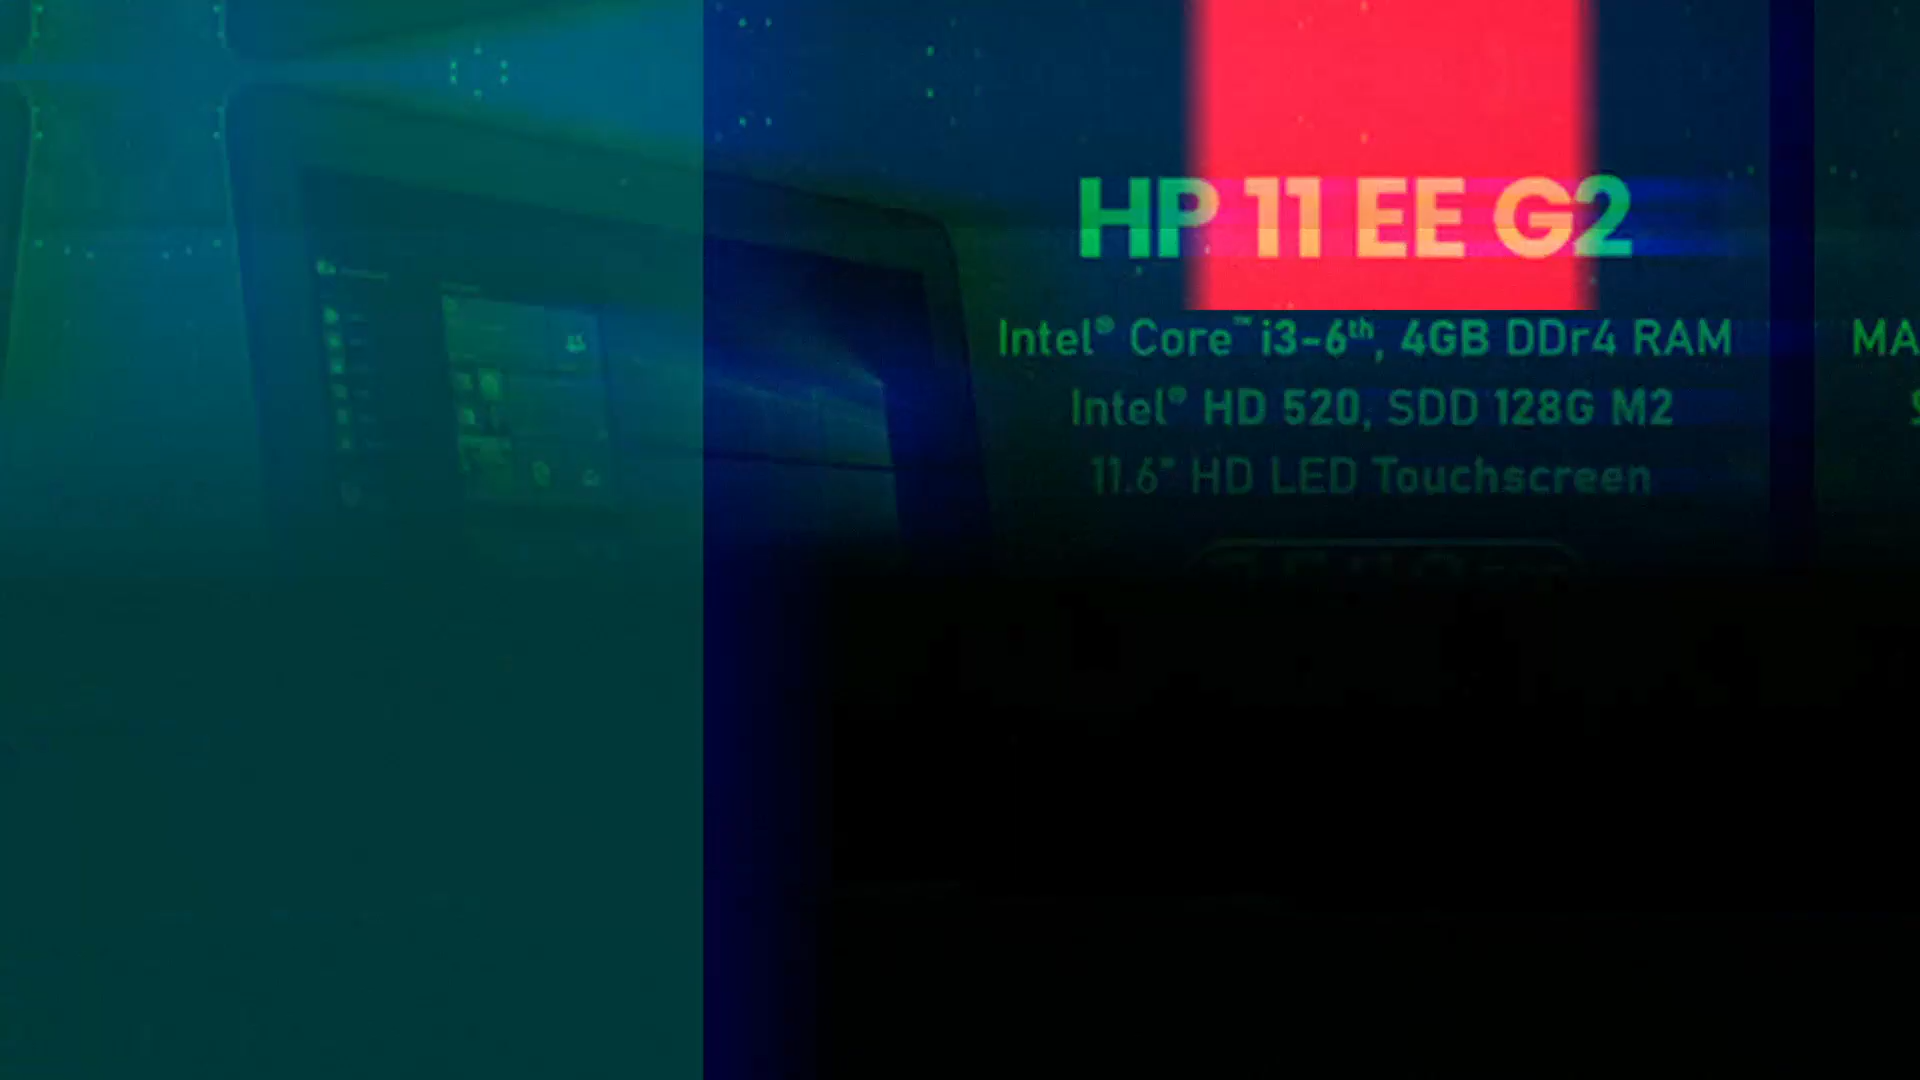 HP 11 EE G2
Intel® Core™ i3-6th, 4GB DDr4 RAM
MA
Intel® HD 520, SDD 128G M2
11.6" HD LED Touchscreen